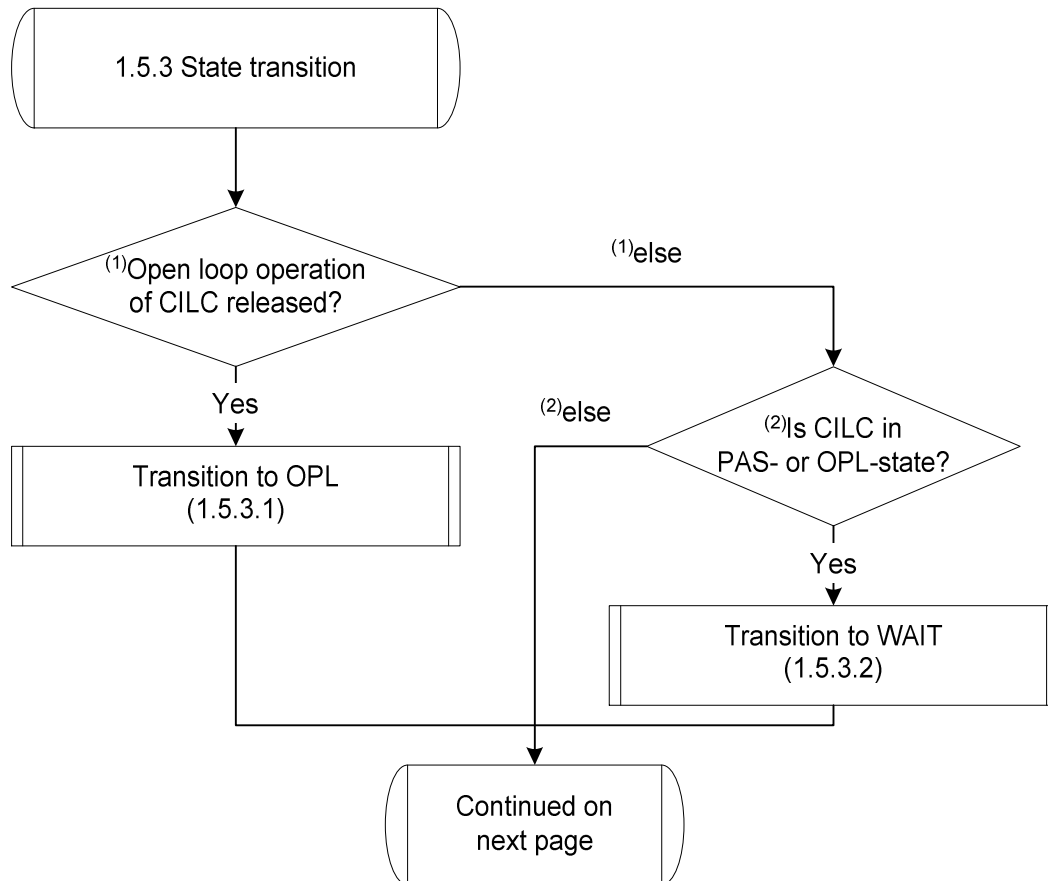 1.5.3 State transition
(1)Open loop operation
of CILC released?
(1)else
Yes
(2)else
(2)Is CILC in
PAS- or OPL-state?
Transition to OPL
(1.5.3.1)
Yes
Transition to WAIT
(1.5.3.2)
Continued on
next page